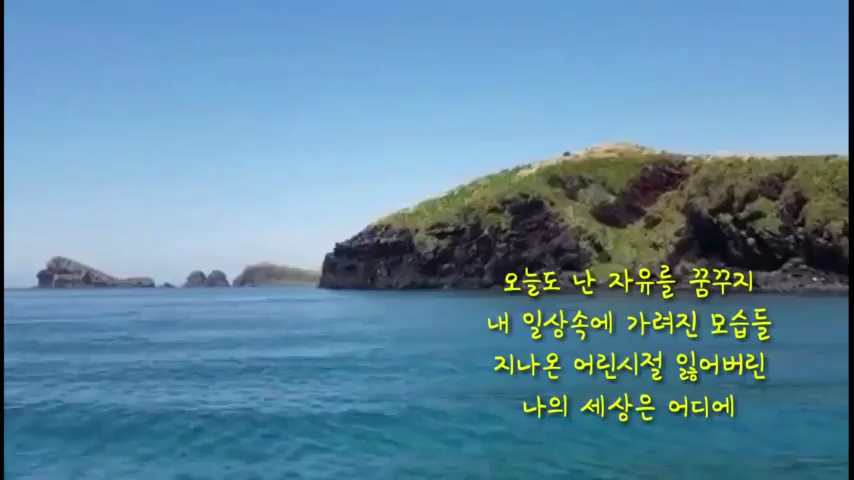 오늘도 난 자유를 꿈꾸지
내 일상속에 가려진 모습들
지나온 어린시절 잃어버린
나의 세상은 어디에